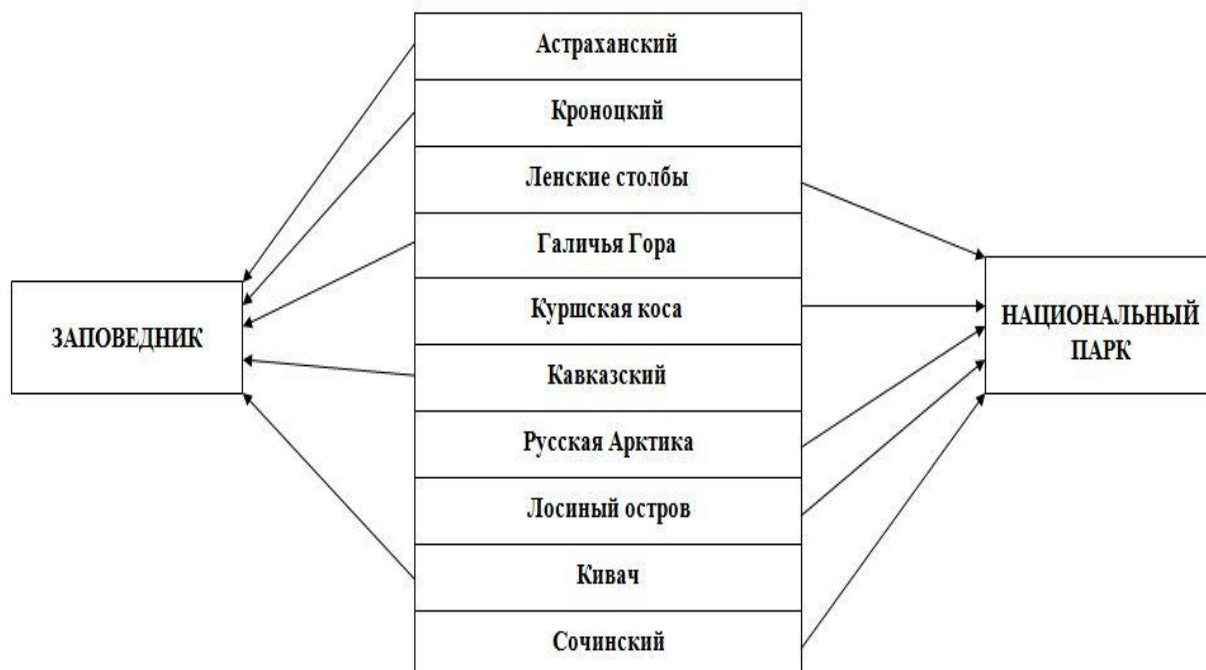 Астраханский
Кроноцкий
Ленские столбы
Галичья Гора
Куршская коса
Кавказский
Русская Арктика
Лосиный остров
Кивач
Сочинский
ЗАПОВЕДНИК
НАЦИОНАЛЬНЫЙ
ПАРК